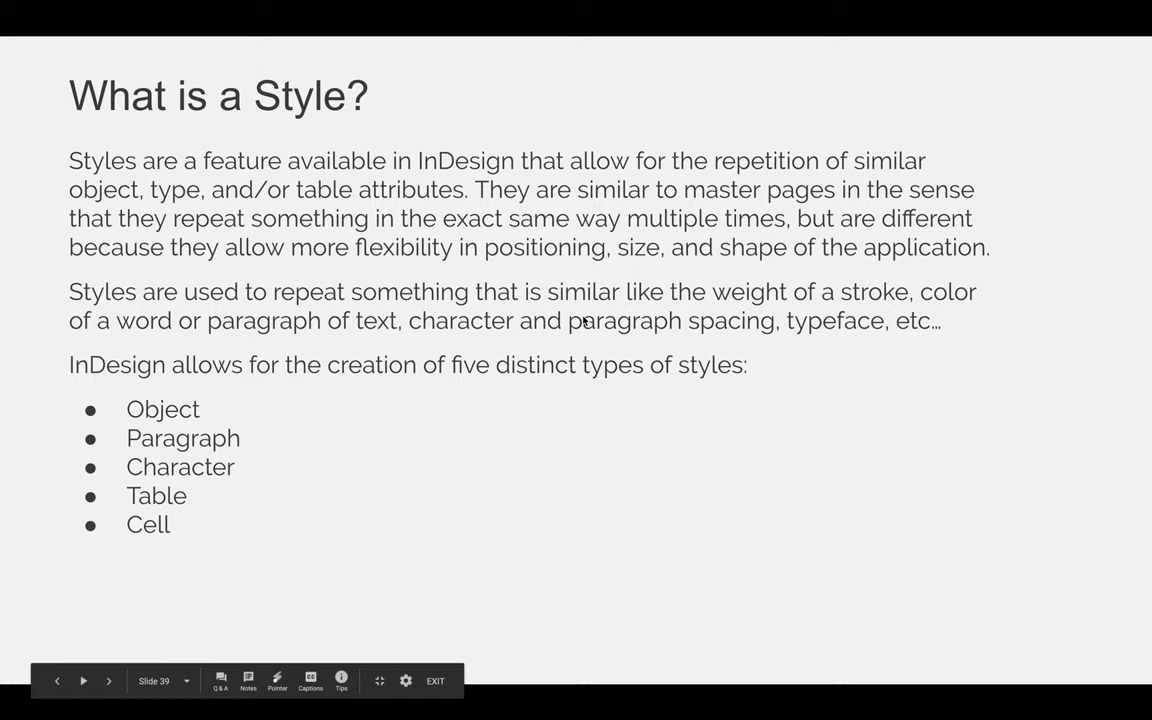 What is a Style?
Styles are a feature available in InDesign that allow for the repetition of similar
object, type, and/or table attributes. They are similar to master pages in the sense
that they repeat something in the exact same way multiple times, but are different
because they allow more flexibility in positioning, size, and shape of the application.
Styles are used to repeat something that is similar like the weight of a stroke, color
of a word or paragraph of text, character and paragraph spacing, typeface, etc…
InDesign allows for the creation of five distinct types of styles:
● Object
● Paragraph
● Character
● Table
● Cell
Slide 39 Q & A Notes Pointer Captions Tips EXIT